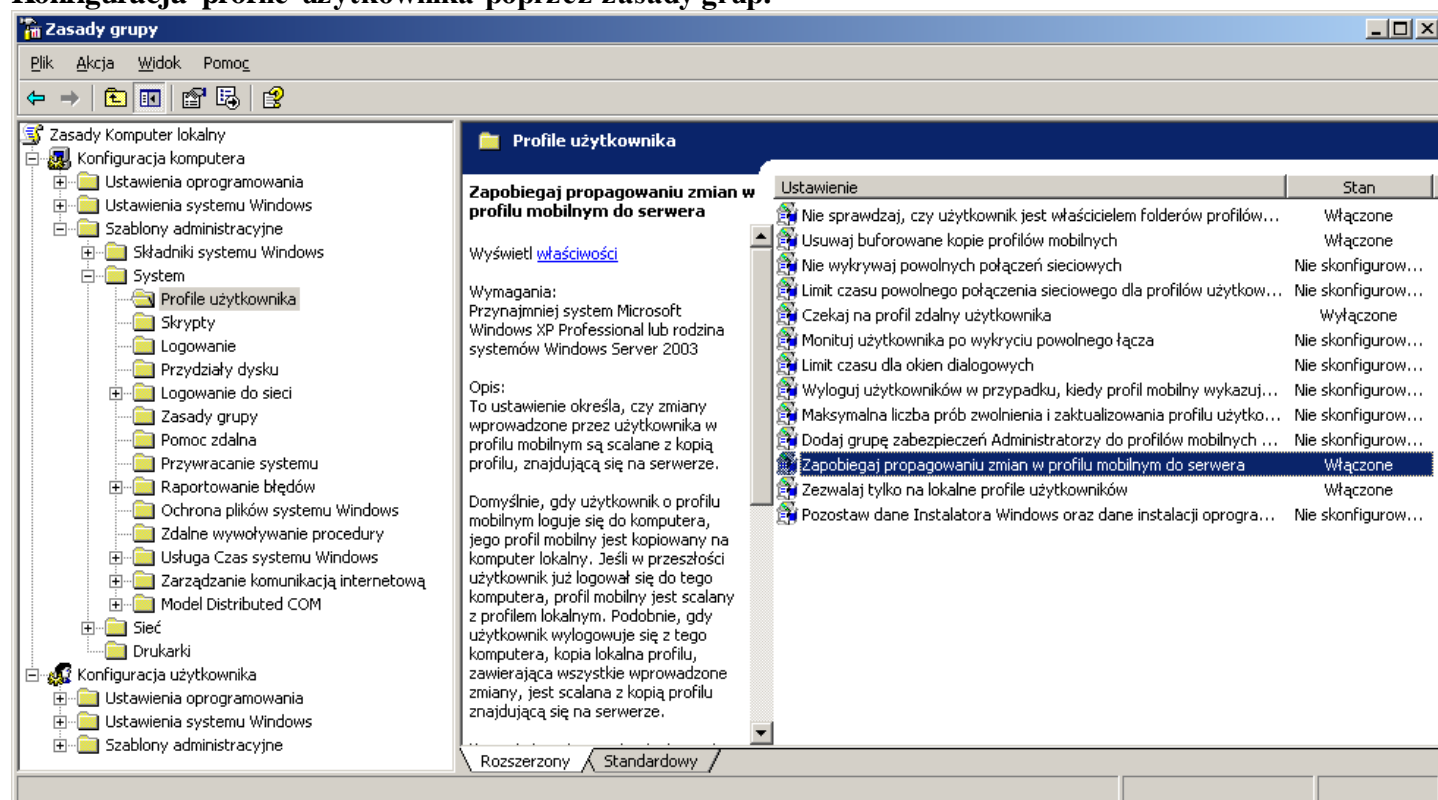 Konfiguracja profile użytkownika poprzez zasady grup.
Zasady grupy
Plik Akcja Widok Pomoc
Zasady Komputer lokalny
Konfiguracja komputera
Ustawienia oprogramowania
Ustawienia systemu Windows
Szablony administracyjne
Składniki systemu Windows
System
Profile użytkownika
Skrypty
Logowanie
Przydziały dysku
Logowanie do sieci
Zasady grupy
Pomoc zdalna
Przywracanie systemu
Raportowanie błędów
Ochrona plików systemu Windows
Zdalne wywoływanie procedury
Usługa Czas systemu Windows
Zarządzanie komunikacją internetową
Model Distributed COM
Sieć
Drukarki
Konfiguracja użytkownika
Ustawienia oprogramowania
Ustawienia systemu Windows
Szablony administracyjne
Profile użytkownika
Zapobiegaj propagowaniu zmian w
profilu mobilnym do serwera
Wyświetl właściwości
Wymagania:
Przynajmniej system Microsoft
Windows XP Professional lub rodzina
systemów Windows Server 2003
Opis:
To ustawienie określa, czy zmiany
wprowadzone przez użytkownika w
profilu mobilnym są scalane z kopią
profilu, znajdującą się na serwerze.
Domyślnie, gdy użytkownik o profilu
mobilnym loguje się do komputera,
jego profil mobilny jest kopiowany na
komputer lokalny. Jeśli w przeszłości
użytkownik już logował się do tego
komputera, profil mobilny jest scalany
z profilem lokalnym. Podobnie, gdy
użytkownik wylogowuje się z tego
komputera, kopia lokalna profilu,
zawierająca wszystkie wprowadzone
zmiany, jest scalana z kopią profilu
znajdującą się na serwerze.
Ustawienie Stan
Nie sprawdzaj, czy użytkownik jest właścicielem folderów profilów... Włączone
Usuwaj buforowane kopie profilów mobilnych Włączone
Nie wykrywaj powolnych połączeń sieciowych Nie skonfigurow...
Limit czasu powolnego połączenia sieciowego dla profilów użytkow... Nie skonfigurow...
Czekaj na profil zdalny użytkownika Wyłączone
Monituj użytkownika po wykryciu powolnego łącza Nie skonfigurow...
Limit czasu dla okien dialogowych Nie skonfigurow...
Wyloguj użytkowników w przypadku, kiedy profil mobilny wykazuj... Nie skonfigurow...
Maksymalna liczba prób zwolnienia i zaktualizowania profilu użytko... Nie skonfigurow...
Dodaj grupę zabezpieczeń Administratorzy do profilów mobilnych ... Nie skonfigurow...
Zapobiegaj propagowaniu zmian w profilu mobilnym do serwera Włączone
Zezwalaj tylko na lokalne profile użytkowników Włączone
Pozostaw dane Instalatora Windows oraz dane instalacji oprogra... Nie skonfigurow...
Rozszerzony Standardowy